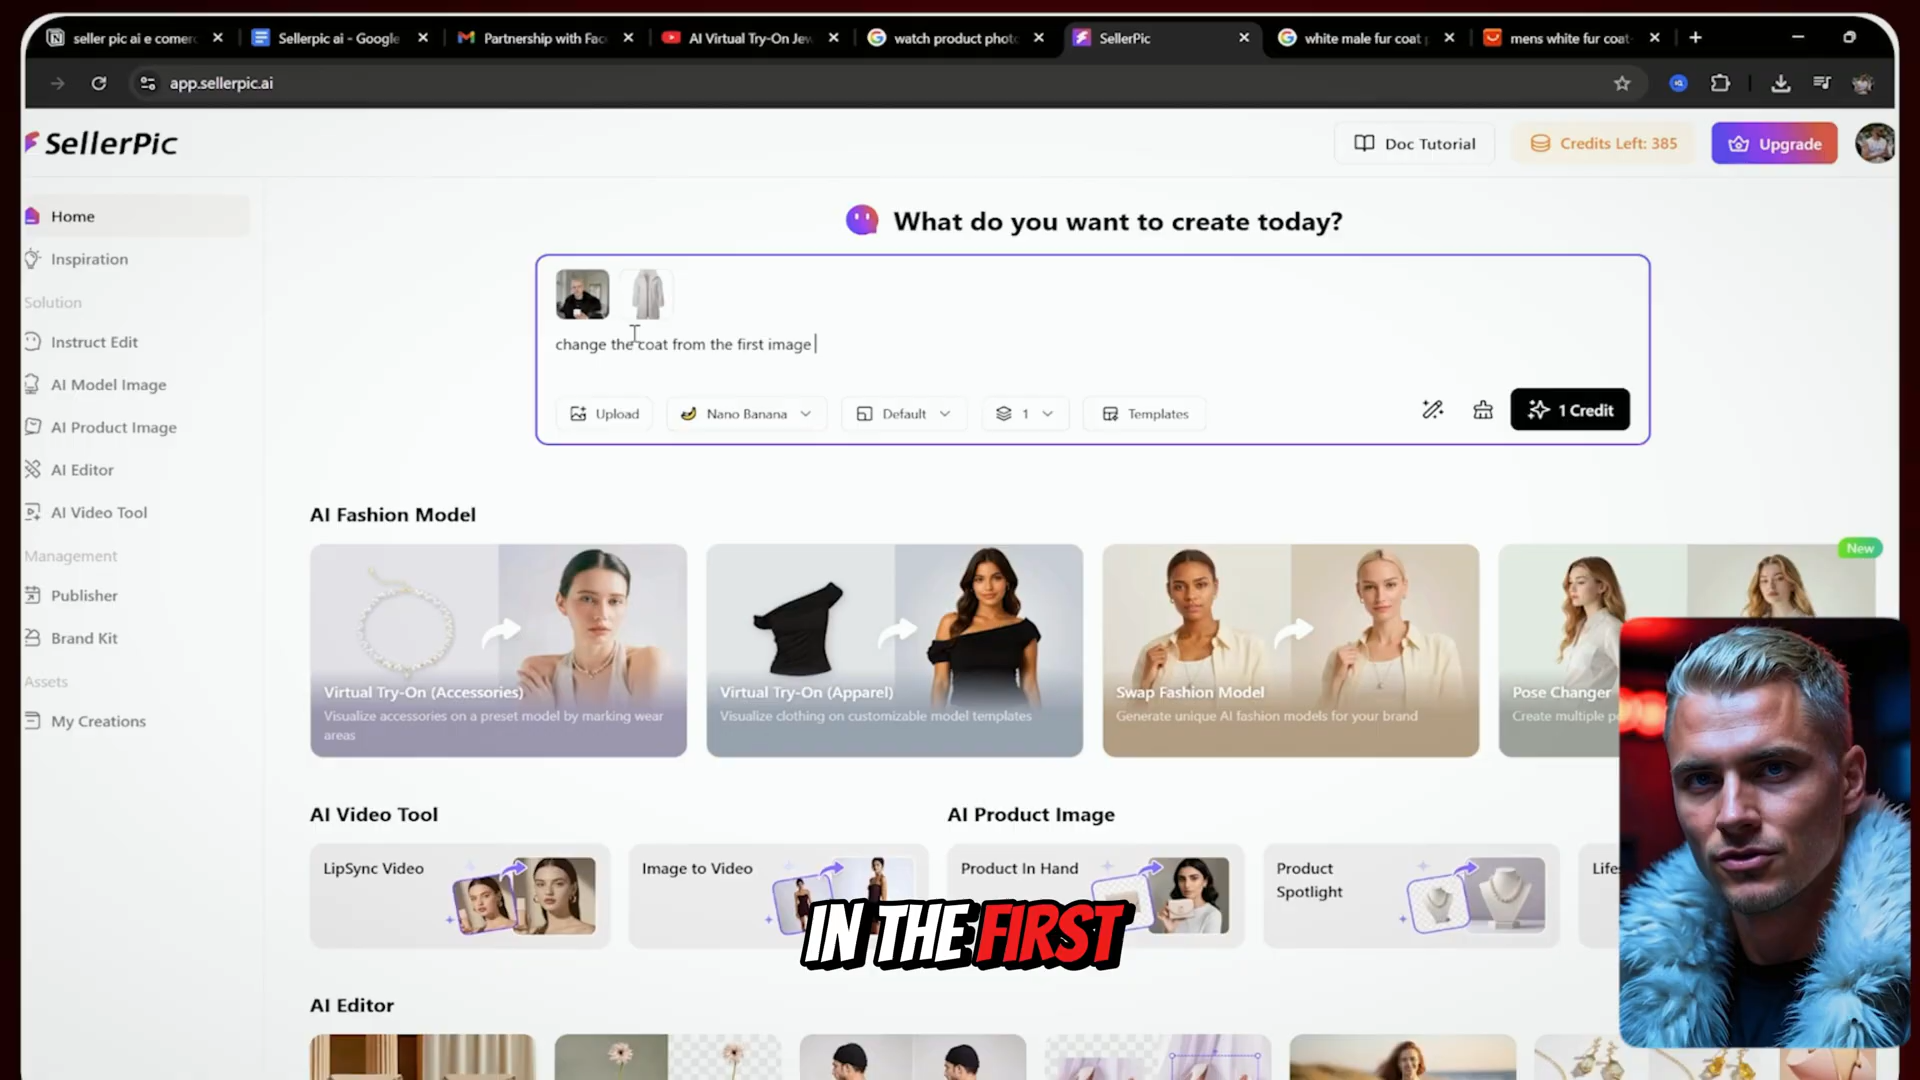 seller pic ai e comer
Sellerpic ai - Google
Partnership with Fac
AI Virtual Try-On Jew
watch product phot
SellerPic
white male fur coat
mens white fur coat
app.sellerpic.ai
SellerPic
Doc Tutorial
Credits Left: 385
Upgrade
Home
Inspiration
Solution
Instruct Edit
AI Model Image
AI Product Image
AI Editor
AI Video Tool
Management
Publisher
Brand Kit
Assets
My Creations
What do you want to create today?
change the coat from the first image
Upload
Nano Banana
Default
1
Templates
1 Credit
AI Fashion Model
Virtual Try-On (Accessories)
Visualize accessories on a preset model by marking wear
areas
Virtual Try-On (Apparel)
Visualize clothing on customizable model templates
Swap Fashion Model
Generate unique AI fashion models for your brand
New
Pose Changer
Create multiple
AI Video Tool
LipSync Video
Image to Video
AI Product Image
Product In Hand
Product
Spotlight
IN THE FIRST
AI Editor